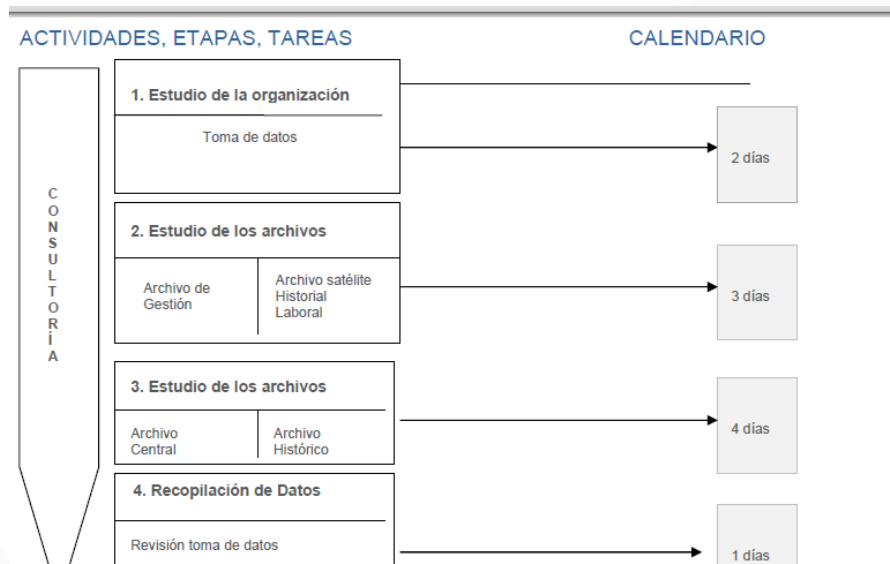 ACTIVIDADES, ETAPAS, TAREAS
CALENDARIO
CONSULTORÍA
1. Estudio de la organización
Toma de datos
2 días
2. Estudio de los archivos
Archivo de
Gestión
Archivo satélite
Historial
Laboral
3 días
3. Estudio de los archivos
Archivo
Central
Archivo
Histórico
4 días
4. Recopilación de Datos
Revisión toma de datos
1 días